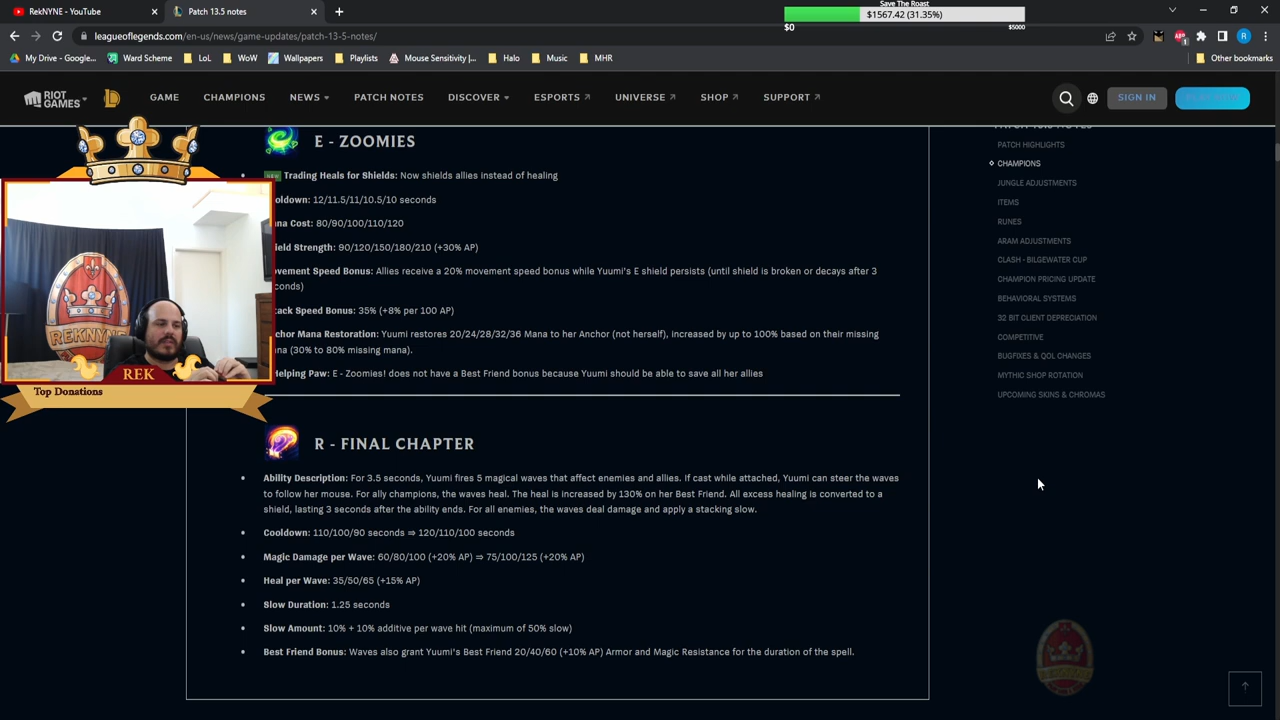 RekNYNE - YouTube
Patch 13.5 notes
Save The Roast
$1567.42 (31.35%)
$0
$5000
leagueoflegends.com/en-us/news/game-updates/patch-13-5-notes/
My Drive - Google...
Ward Scheme
LoL
WoW
Wallpapers
Playlists
Mouse Sensitivity |...
Halo
Music
MHR
Other bookmarks
RIOT GAMES
GAME
CHAMPIONS
NEWS
PATCH NOTES
DISCOVER
ESPORTS
UNIVERSE
SHOP
SUPPORT
SIGN IN
PATCH HIGHLIGHTS
CHAMPIONS
JUNGLE ADJUSTMENTS
ITEMS
RUNES
ARAM ADJUSTMENTS
CLASH - BILGEWATER CUP
CHAMPION PRICING UPDATE
BEHAVIORAL SYSTEMS
32 BIT CLIENT DEPRECIATION
COMPETITIVE
BUGFIXES & QOL CHANGES
MYTHIC SHOP ROTATION
UPCOMING SKINS & CHROMAS
E - ZOOMIES
NEW Trading Heals for Shields: Now shields allies instead of healing
ooldown: 12/11.5/11/10.5/10 seconds
ana Cost: 80/90/100/110/120
ield Strength: 90/120/150/180/210 (+30% AP)
ovement Speed Bonus: Allies receive a 20% movement speed bonus while Yuumi's E shield persists (until shield is broken or decays after 3
conds)
tack Speed Bonus: 35% (+8% per 100 AP)
nchor Mana Restoration: Yuumi restores 20/24/28/32/36 Mana to her Anchor (not herself), increased by up to 100% based on their missing
na (30% to 80% missing mana).
Helping Paw: E - Zoomies! does not have a Best Friend bonus because Yuumi should be able to save all her allies
REKNYNE
REK
Top Donations
R - FINAL CHAPTER
Ability Description: For 3.5 seconds, Yuumi fires 5 magical waves that affect enemies and allies. If cast while attached, Yuumi can steer the waves
to follow her mouse. For ally champions, the waves heal. The heal is increased by 130% on her Best Friend. All excess healing is converted to a
shield, lasting 3 seconds after the ability ends. For all enemies, the waves deal damage and apply a stacking slow.
Cooldown: 110/100/90 seconds ⇒ 120/110/100 seconds
Magic Damage per Wave: 60/80/100 (+20% AP) ⇒ 75/100/125 (+20% AP)
Heal per Wave: 35/50/65 (+15% AP)
Slow Duration: 1.25 seconds
Slow Amount: 10% + 10% additive per wave hit (maximum of 50% slow)
Best Friend Bonus: Waves also grant Yuumi's Best Friend 20/40/60 (+10% AP) Armor and Magic Resistance for the duration of the spell.